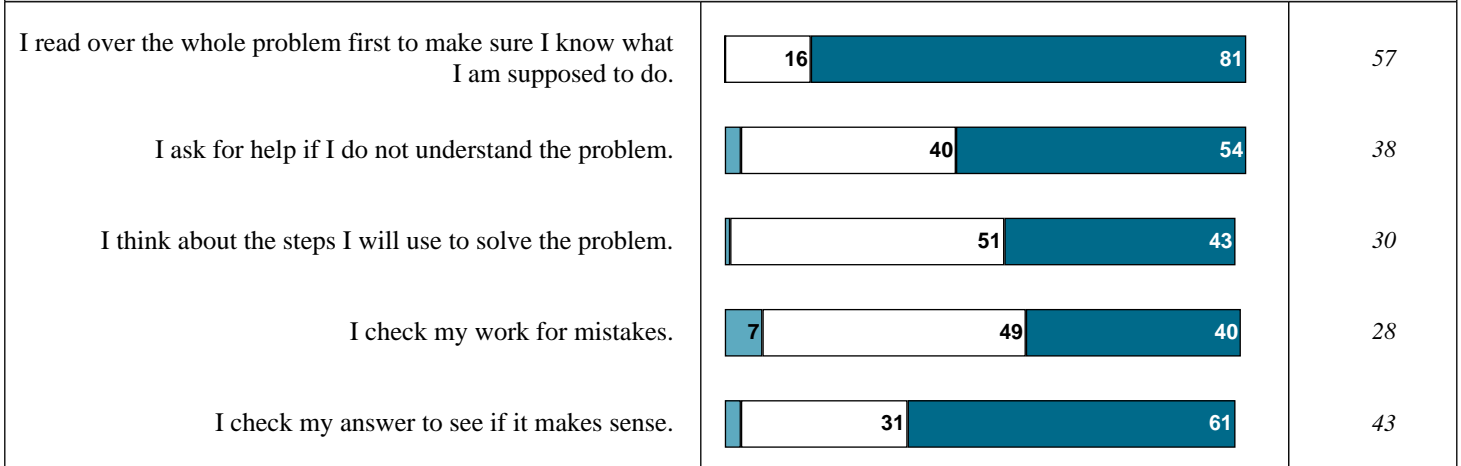 I read over the whole problem first to make sure I know what
I am supposed to do.
16 81 57
I ask for help if I do not understand the problem.
40 54 38
I think about the steps I will use to solve the problem.
51 43 30
I check my work for mistakes.
7 49 40 28
I check my answer to see if it makes sense.
31 61 43